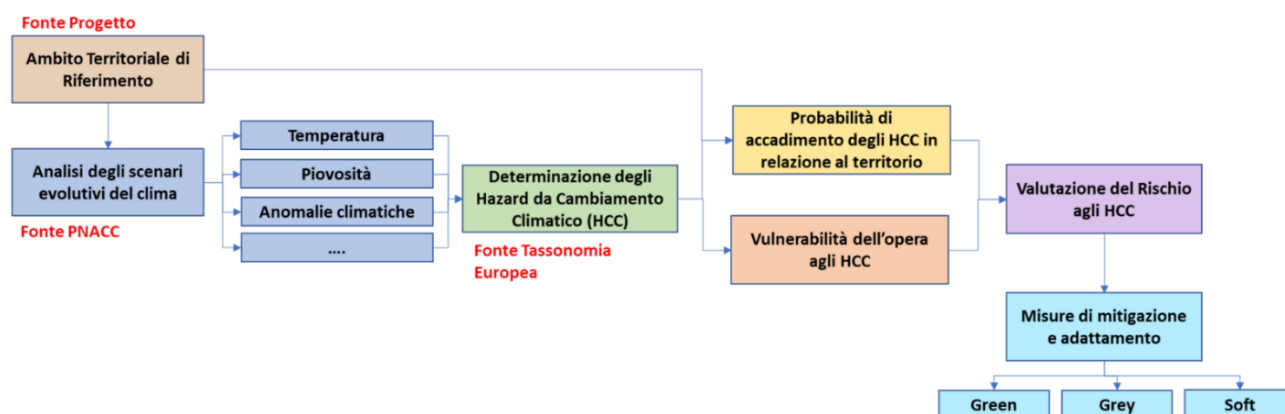 Fonte Progetto
Ambito Territoriale di
Riferimento
Analisi degli scenari
evolutivi del clima
Fonte PNACC
Temperatura
Piovosità
Anomalie climatiche
....
Determinazione degli
Hazard da Cambiamento
Climatico (HCC)
Fonte Tassonomia
Europea
Probabilità di
accadimento degli HCC in
relazione al territorio
Vulnerabilità dell'opera
agli HCC
Valutazione del Rischio
agli HCC
Misure di mitigazione
e adattamento
Green
Grey
Soft